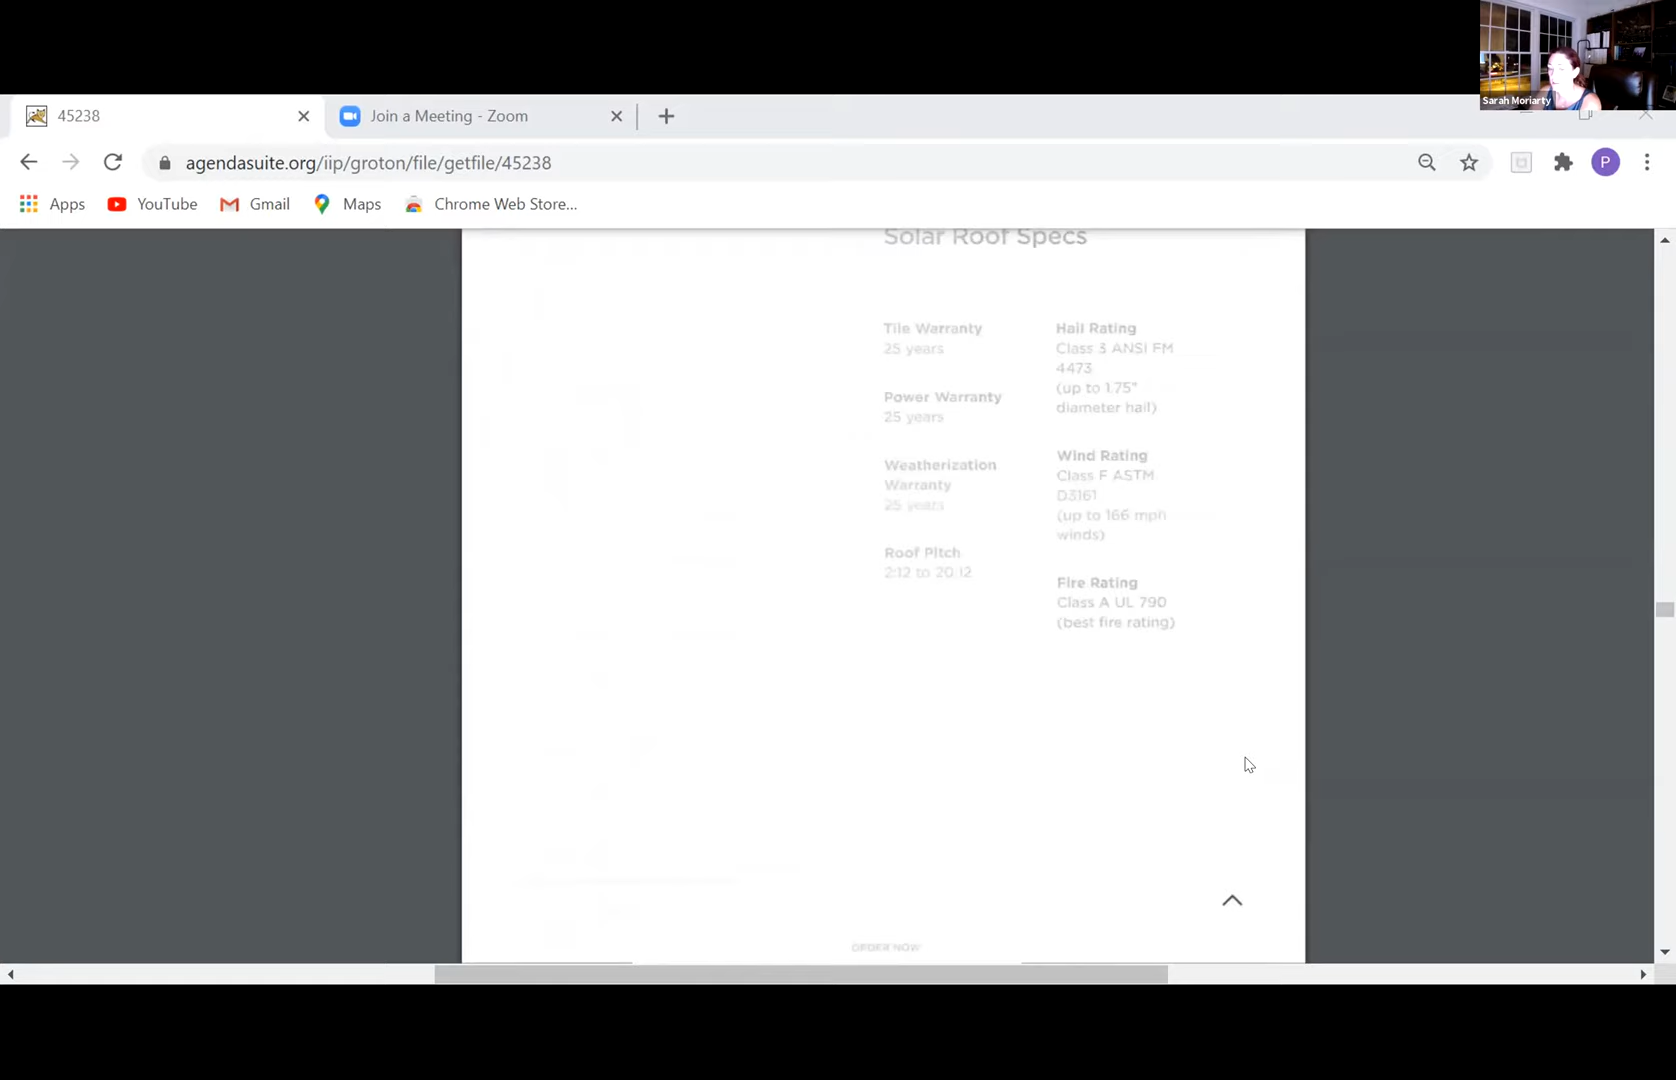 Sarah Moriarty
45238
Join a Meeting - Zoom
agendasuite.org/iip/groton/file/getfile/45238
P
Apps
YouTube
Gmail
Maps
Chrome Web Store...
Solar Roof Specs
Tile Warranty
25 years
Power Warranty
25 years
Weatherization
Warranty
25 years
Roof Pitch
2:12 to 20:12
Hail Rating
Class 3 ANSI FM
4473
(up to 1.75"
diameter hail)
Wind Rating
Class F ASTM
D3161
(up to 166 mph
winds)
Fire Rating
Class A UL 790
(best fire rating)
ORDER NOW